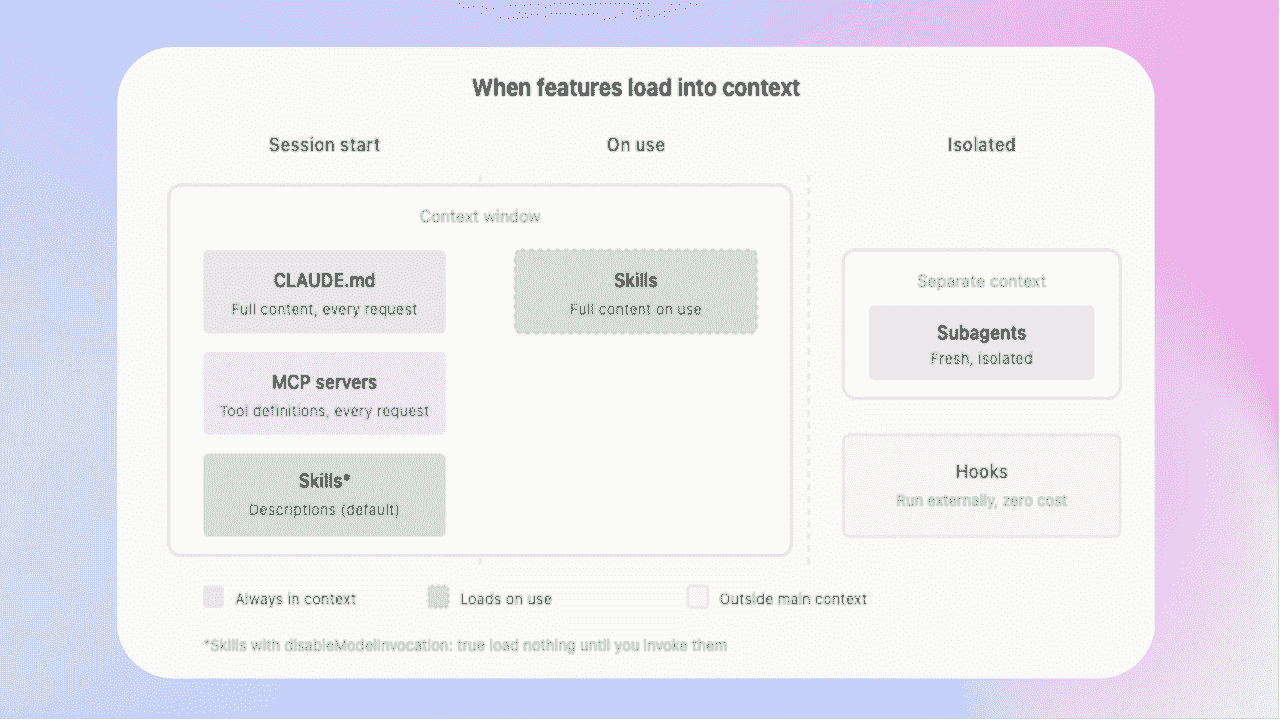 When features load into context
Session start
On use
Isolated
Context window
CLAUDE.md
Full content, every request
Skills
Full content on use
MCP servers
Tool definitions, every request
Skills*
Descriptions (default)
Separate context
Subagents
Fresh, isolated
Hooks
Run externally, zero cost
Always in context
Loads on use
Outside main context
*Skills with disableModelInvocation: true load nothing until you invoke them